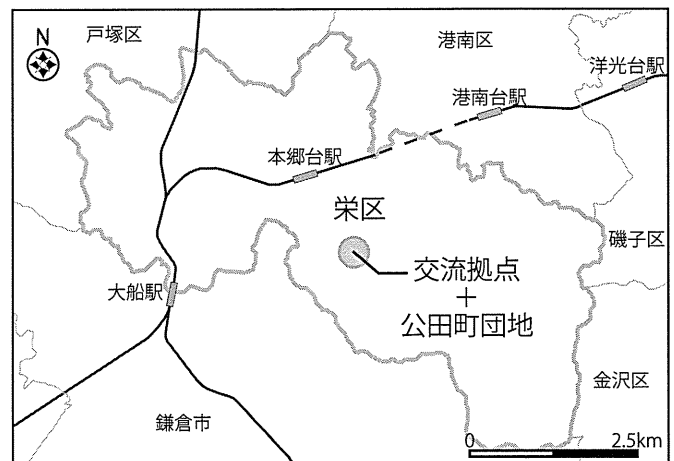 N
戸塚区
港南区
洋光台駅
港南台駅
本郷台駅
栄区
磯子区
交流拠点
+
公田町団地
大船駅
金沢区
鎌倉市
0 2.5km